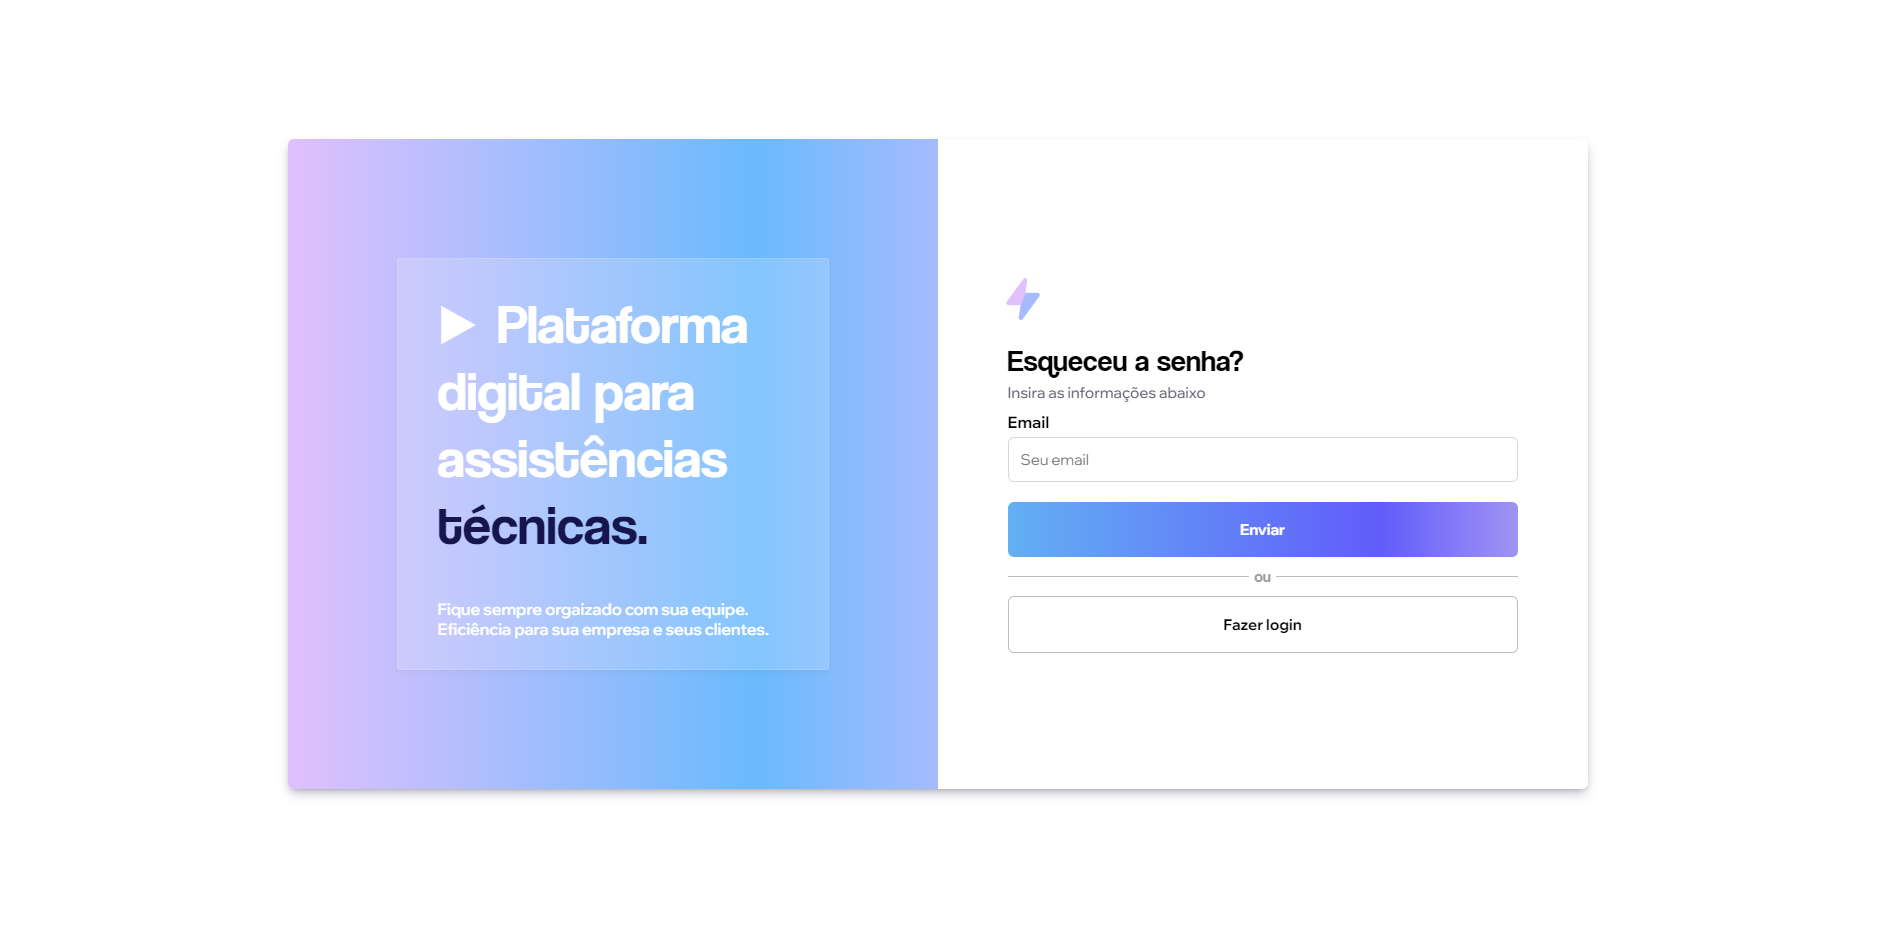 Plataforma
digital para
assistências
técnicas.
Fique sempre orgaizado com sua equipe.
Eficiência para sua empresa e seus clientes.
Esqueceu a senha?
Insira as informações abaixo
Email
Seu email
Enviar
ou
Fazer login